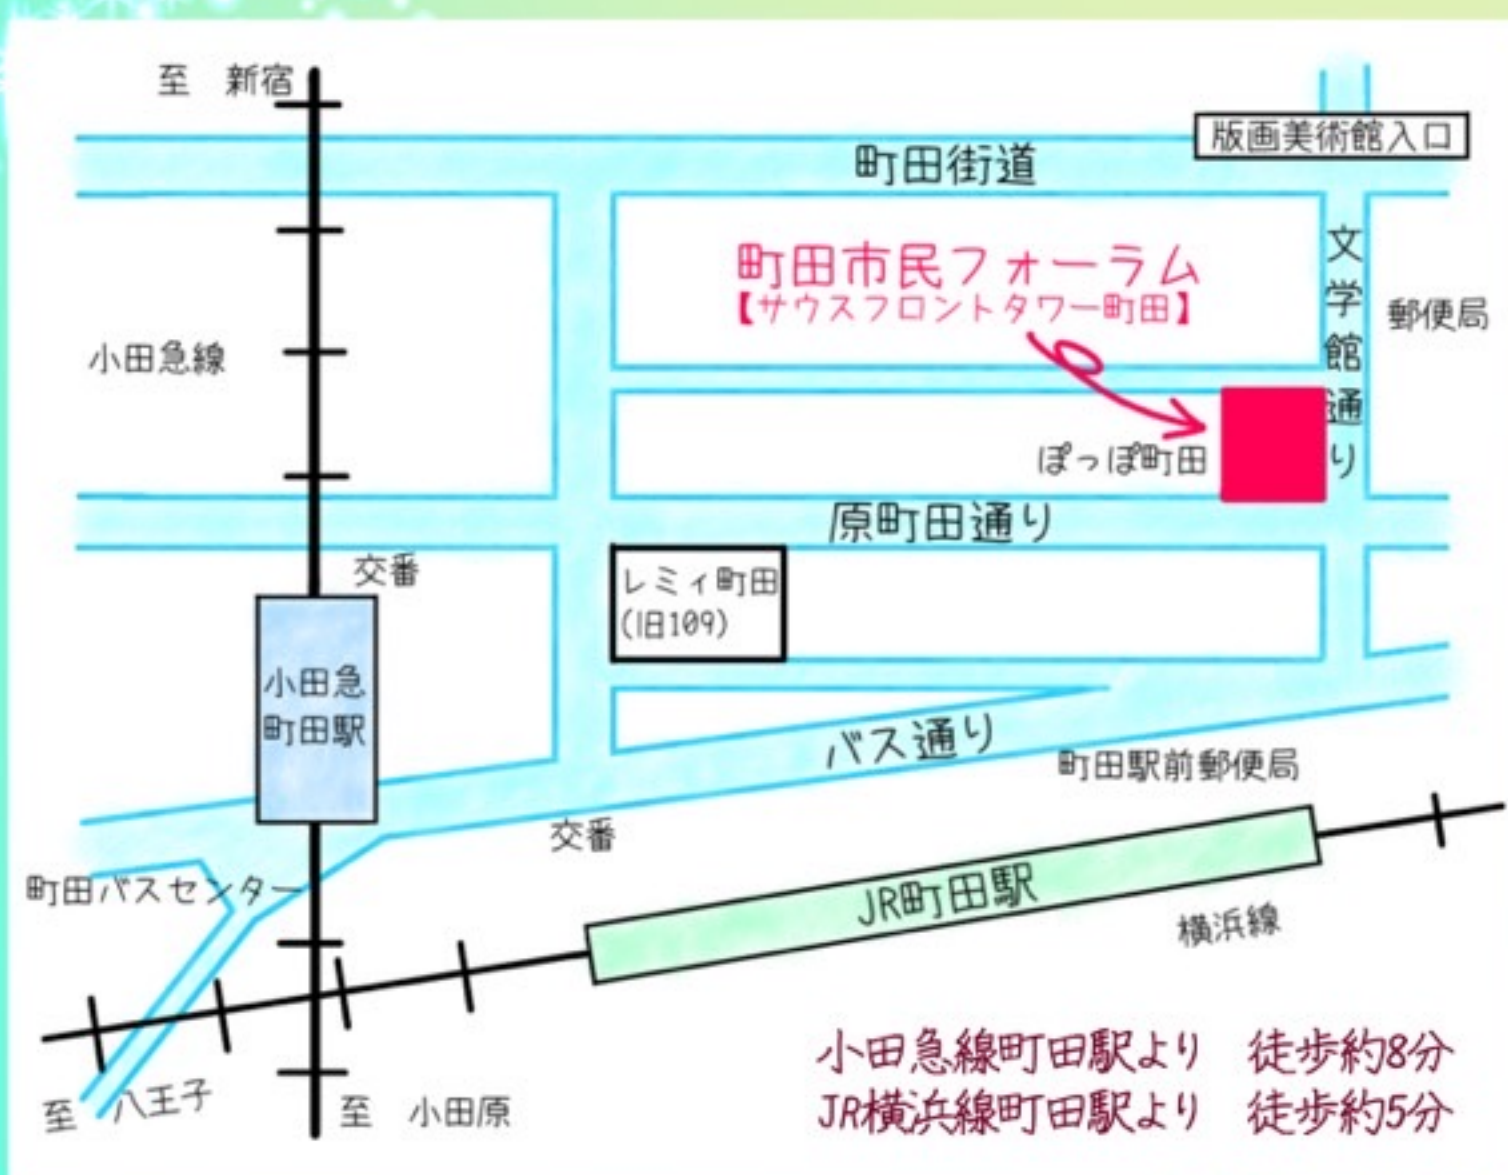 至 新宿
版画美術館入口
町田街道
文学館通り
町田市民フォーラム
【サウスフロントタワー町田】
郵便局
小田急線
ぽっぽ町田
原町田通り
交番
レミィ町田
(旧109)
小田急
町田駅
バス通り
町田駅前郵便局
交番
町田バスセンター
JR町田駅
横浜線
小田急線町田駅より 徒歩約8分
JR横浜線町田駅より 徒歩約5分
至 八王子
至 小田原